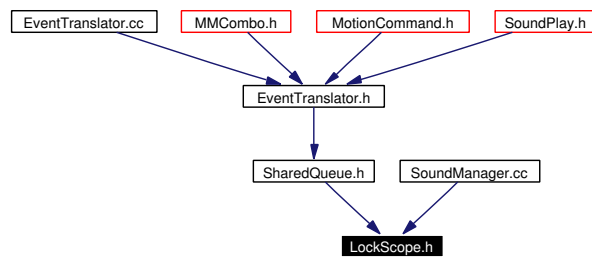 EventTranslator.cc
MMCombo.h
MotionCommand.h
SoundPlay.h
EventTranslator.h
SharedQueue.h
SoundManager.cc
LockScope.h